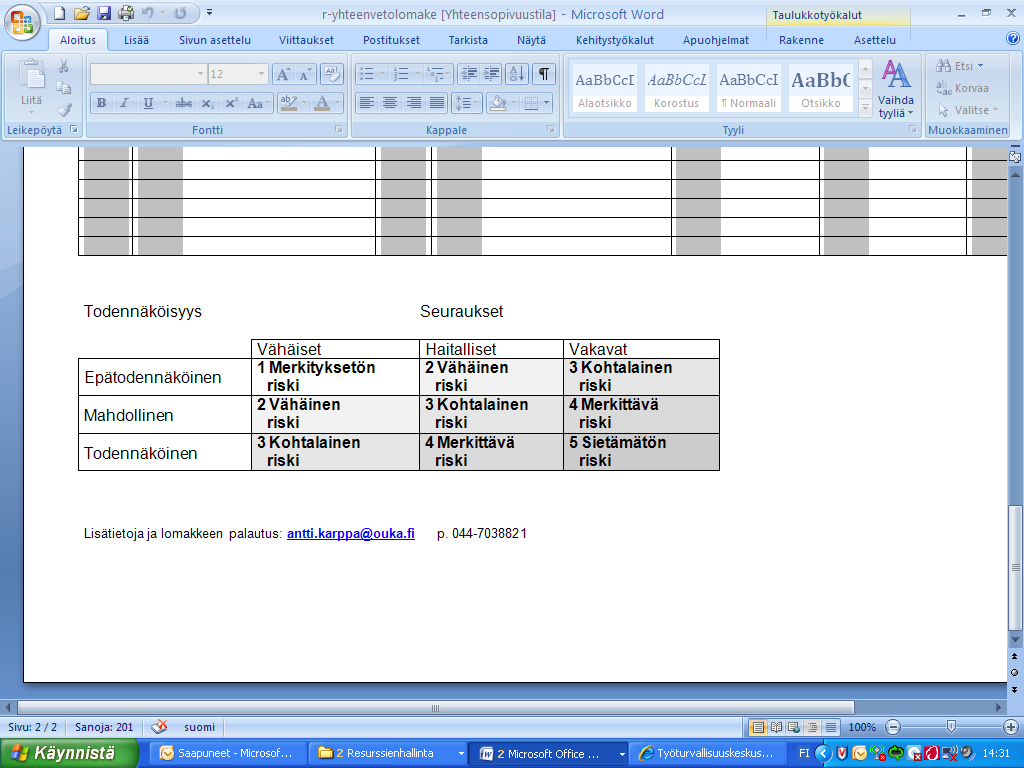 r-yhteenvetolomake [Yhteensopivuustila] - Microsoft Word
Taulukkotyökalut
Aloitus Lisää Sivun asettelu Viittaukset Postitukset Tarkista Näytä Kehitystyökalut Apuohjelmat Rakenne Asettelu
Liitä
12
AaBbCcI AaBbCcI AaBbCcI AaBbC
Alaotsikko Korostus ¶ Normaali Otsikko
Vaihda
tyyliä
Etsi
Korvaa
Valitse
Leikepöytä Fontti Kappale Tyyli Muokkaaminen
Todennäköisyys Seuraukset
Vähäiset Haitalliset Vakavat
Epätodennäköinen 1 Merkityksetön riski 2 Vähäinen riski 3 Kohtalainen riski
Mahdollinen 2 Vähäinen riski 3 Kohtalainen riski 4 Merkittävä riski
Todennäköinen 3 Kohtalainen riski 4 Merkittävä riski 5 Sietämätön riski
Lisätietoja ja lomakkeen palautus: antti.karppa@ouka.fi p. 044-7038821
Sivu: 2 / 2 Sanoja: 201 suomi 100%
Käynnistä Saapuneet - Microsof... 2 Resurssienhallinta 2 Microsoft Office ... Työturvallisuuskeskus... FI 14:31